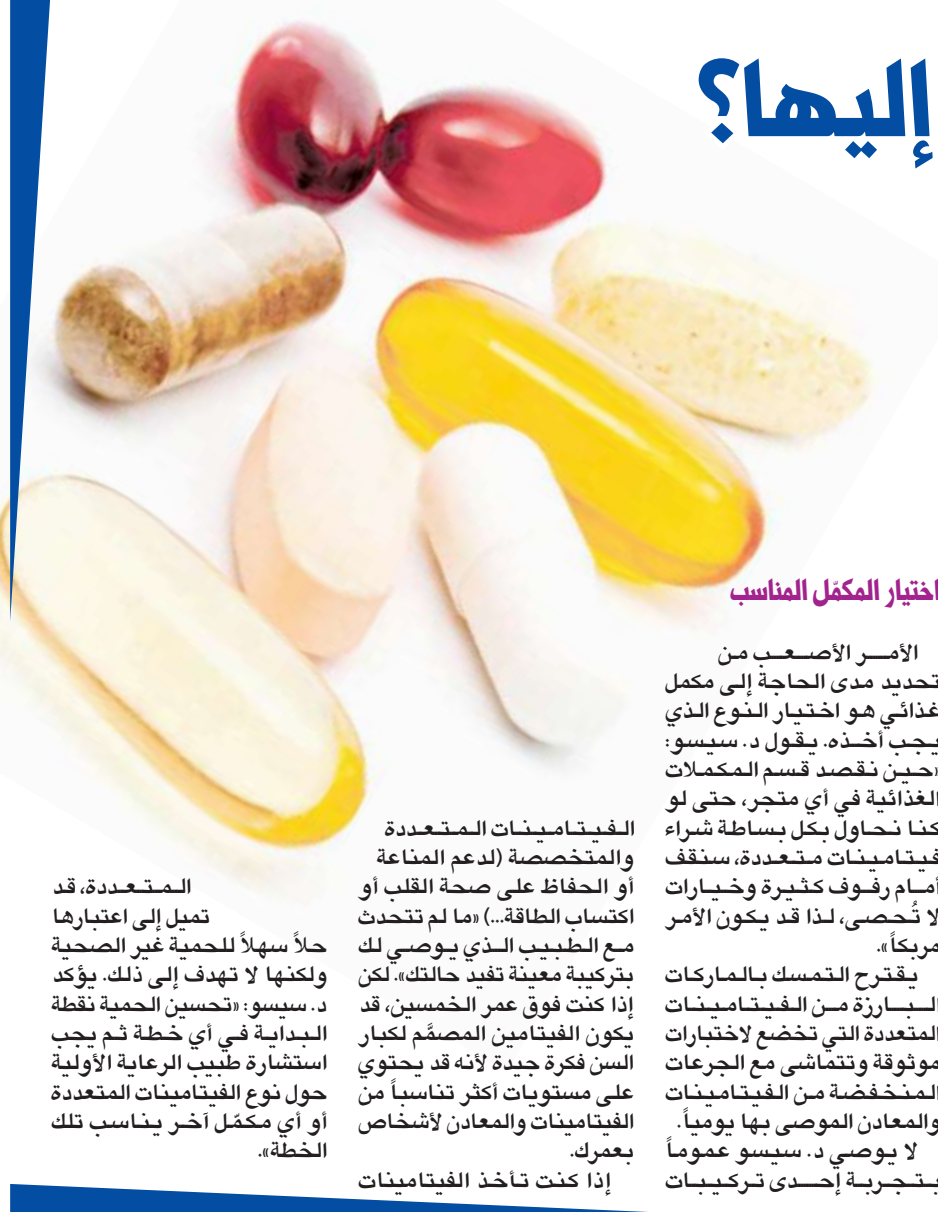 إليها؟
اختيار المكمّل المناسب
الأمر الأصعب من
تحديد مدى الحاجة إلى مكمل
غذائي هو اختيار النوع الذي
يجب أخذه. يقول د. سيسو:
«حين نقصد قسم المكملات
الغذائية في أي متجر، حتى لو
كنا نحاول بكل بساطة شراء
فيتامينات متعددة، سنقف
أمام رفوف كثيرة وخيارات
لا تُحصى، لذا قد يكون الأمر
مربكاً».
يقترح التمسك بالماركات
البارزة من الفيتامينات
المتعددة التي تخضع لاختبارات
موثوقة وتتماشى مع الجرعات
المنخفضة من الفيتامينات
والمعادن الموصى بها يومياً.
لا يوصي د. سيسو عموماً
بتجربة إحدى تركيبات
الفيتامينات المتعددة
والمتخصصة (لدعم المناعة
أو الحفاظ على صحة القلب أو
اكتساب الطاقة...) «ما لم تتحدث
مع الطبيب الذي يوصي لك
بتركيبة معينة تفيد حالتك». لكن
إذا كنت فوق عمر الخمسين، قد
يكون الفيتامين المصمَّم لكبار
السن فكرة جيدة لأنه قد يحتوي
على مستويات أكثر تناسباً من
الفيتامينات والمعادن لأشخاص
بعمرك.
إذا كنت تأخذ الفيتامينات
المتعددة، قد
تميل إلى اعتبارها
حلاً سهلاً للحمية غير الصحية
ولكنها لا تهدف إلى ذلك. يؤكد
د. سيسو: «تحسين الحمية نقطة
البداية في أي خطة ثم يجب
استشارة طبيب الرعاية الأولية
حول نوع الفيتامينات المتعددة
أو أي مكمّل آخر يناسب تلك
الخطة».